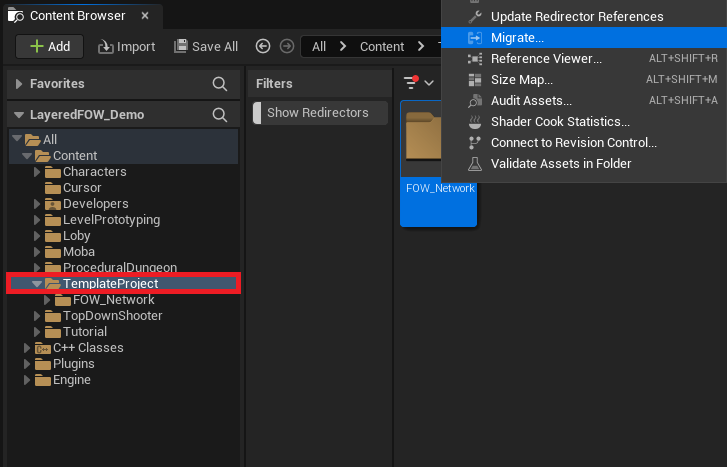 Content Browser
Add
Import
Save All
All
Content
T
Favorites
LayeredFOW_Demo
All
Content
Characters
Cursor
Developers
LevelPrototyping
Loby
Moba
ProceduralDungeon
TemplateProject
FOW_Network
TopDownShooter
Tutorial
C++ Classes
Plugins
Engine
Filters
Show Redirectors
FOW_Network
Update Redirector References
Migrate...
Reference Viewer... ALT+SHIFT+R
Size Map... ALT+SHIFT+M
Audit Assets... ALT+SHIFT+A
Shader Cook Statistics...
Connect to Revision Control...
Validate Assets in Folder